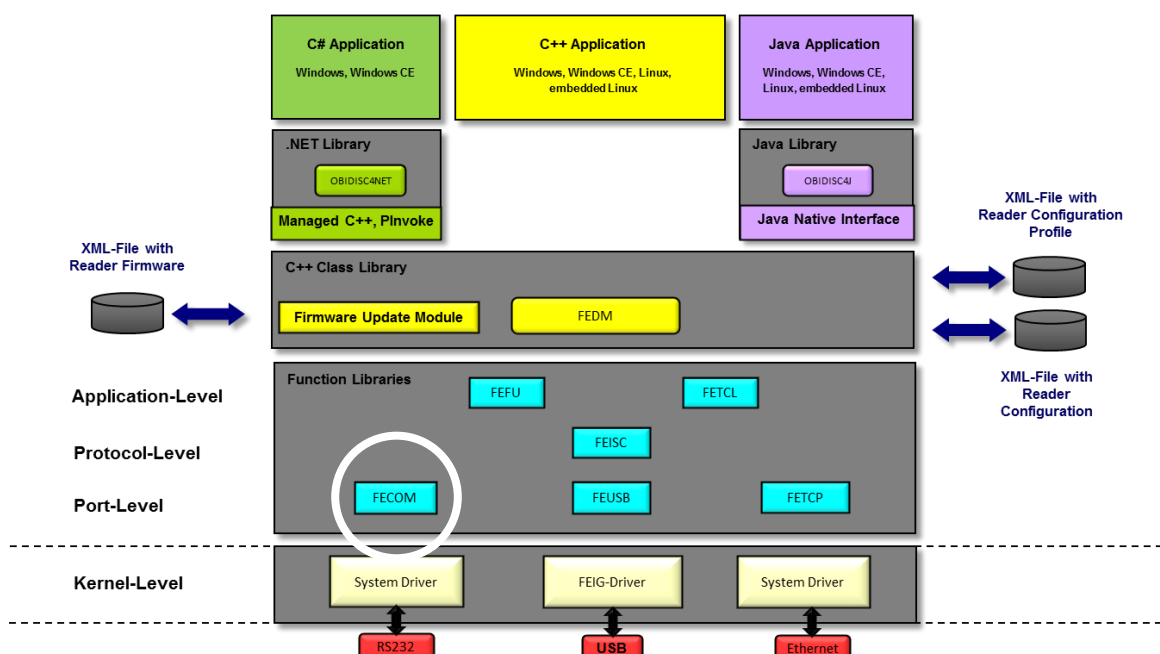 C# Application
Windows, Windows CE
C++ Application
Windows, Windows CE, Linux,
embedded Linux
Java Application
Windows, Windows CE,
Linux, embedded Linux
.NET Library
OBIDISC4NET
Managed C++, PInvoke
Java Library
OBIDISC4J
Java Native Interface
XML-File with
Reader Firmware
XML-File with
Reader Configuration
Profile
C++ Class Library
Firmware Update Module
FEDM
XML-File with
Reader
Configuration
Function Libraries
Application-Level
FEFU
FETCL
Protocol-Level
FEISC
Port-Level
FECOM
FEUSB
FETCP
Kernel-Level
System Driver
FEIG-Driver
System Driver
RS232
USB
Ethernet